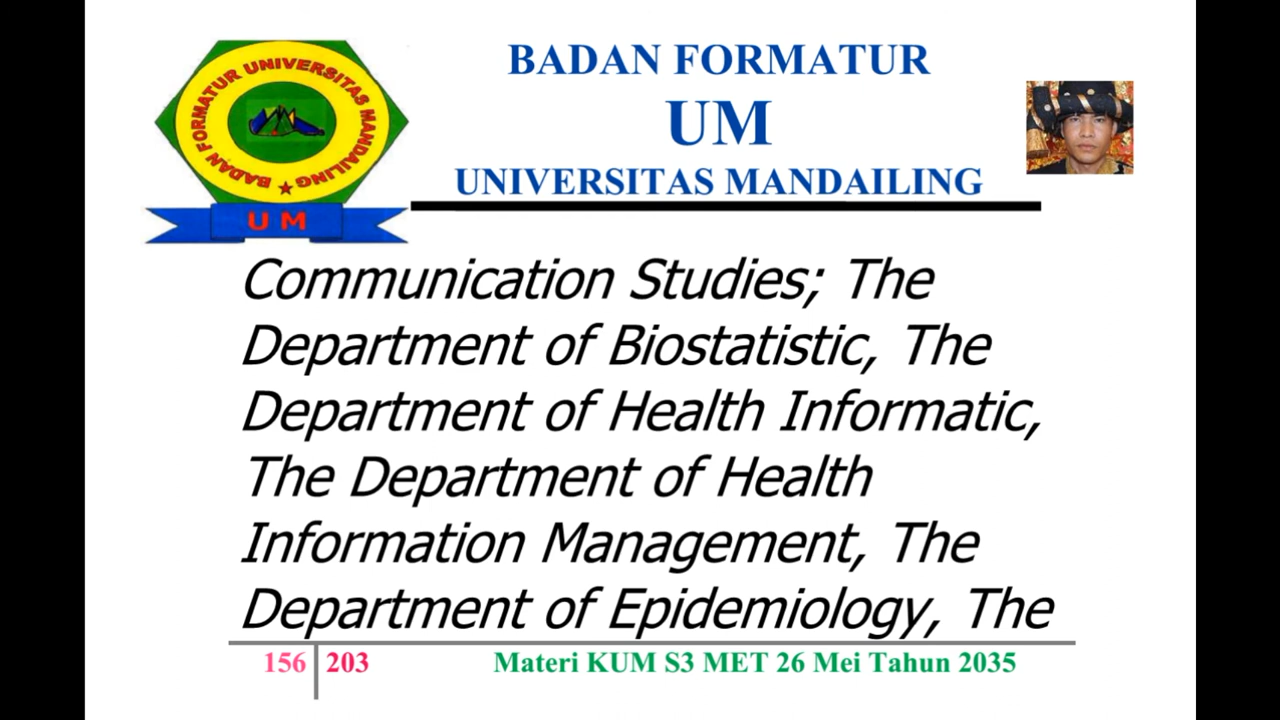 BADAN FORMATUR UNIVERSITAS MANDAILING
UM
BADAN FORMATUR
UM
UNIVERSITAS MANDAILING
Communication Studies; The
Department of Biostatistic, The
Department of Health Informatic,
The Department of Health
Information Management, The
Department of Epidemiology, The
156 203 Materi KUM S3 MET 26 Mei Tahun 2035